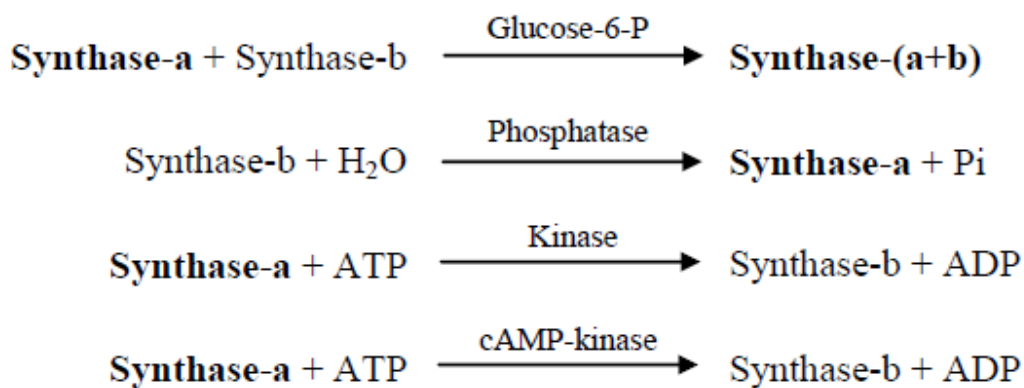 Glucose-6-P
Synthase-a + Synthase-b Synthase-(a+b)
Phosphatase
Synthase-b + H₂O Synthase-a + Pi
Kinase
Synthase-a + ATP Synthase-b + ADP
cAMP-kinase
Synthase-a + ATP Synthase-b + ADP